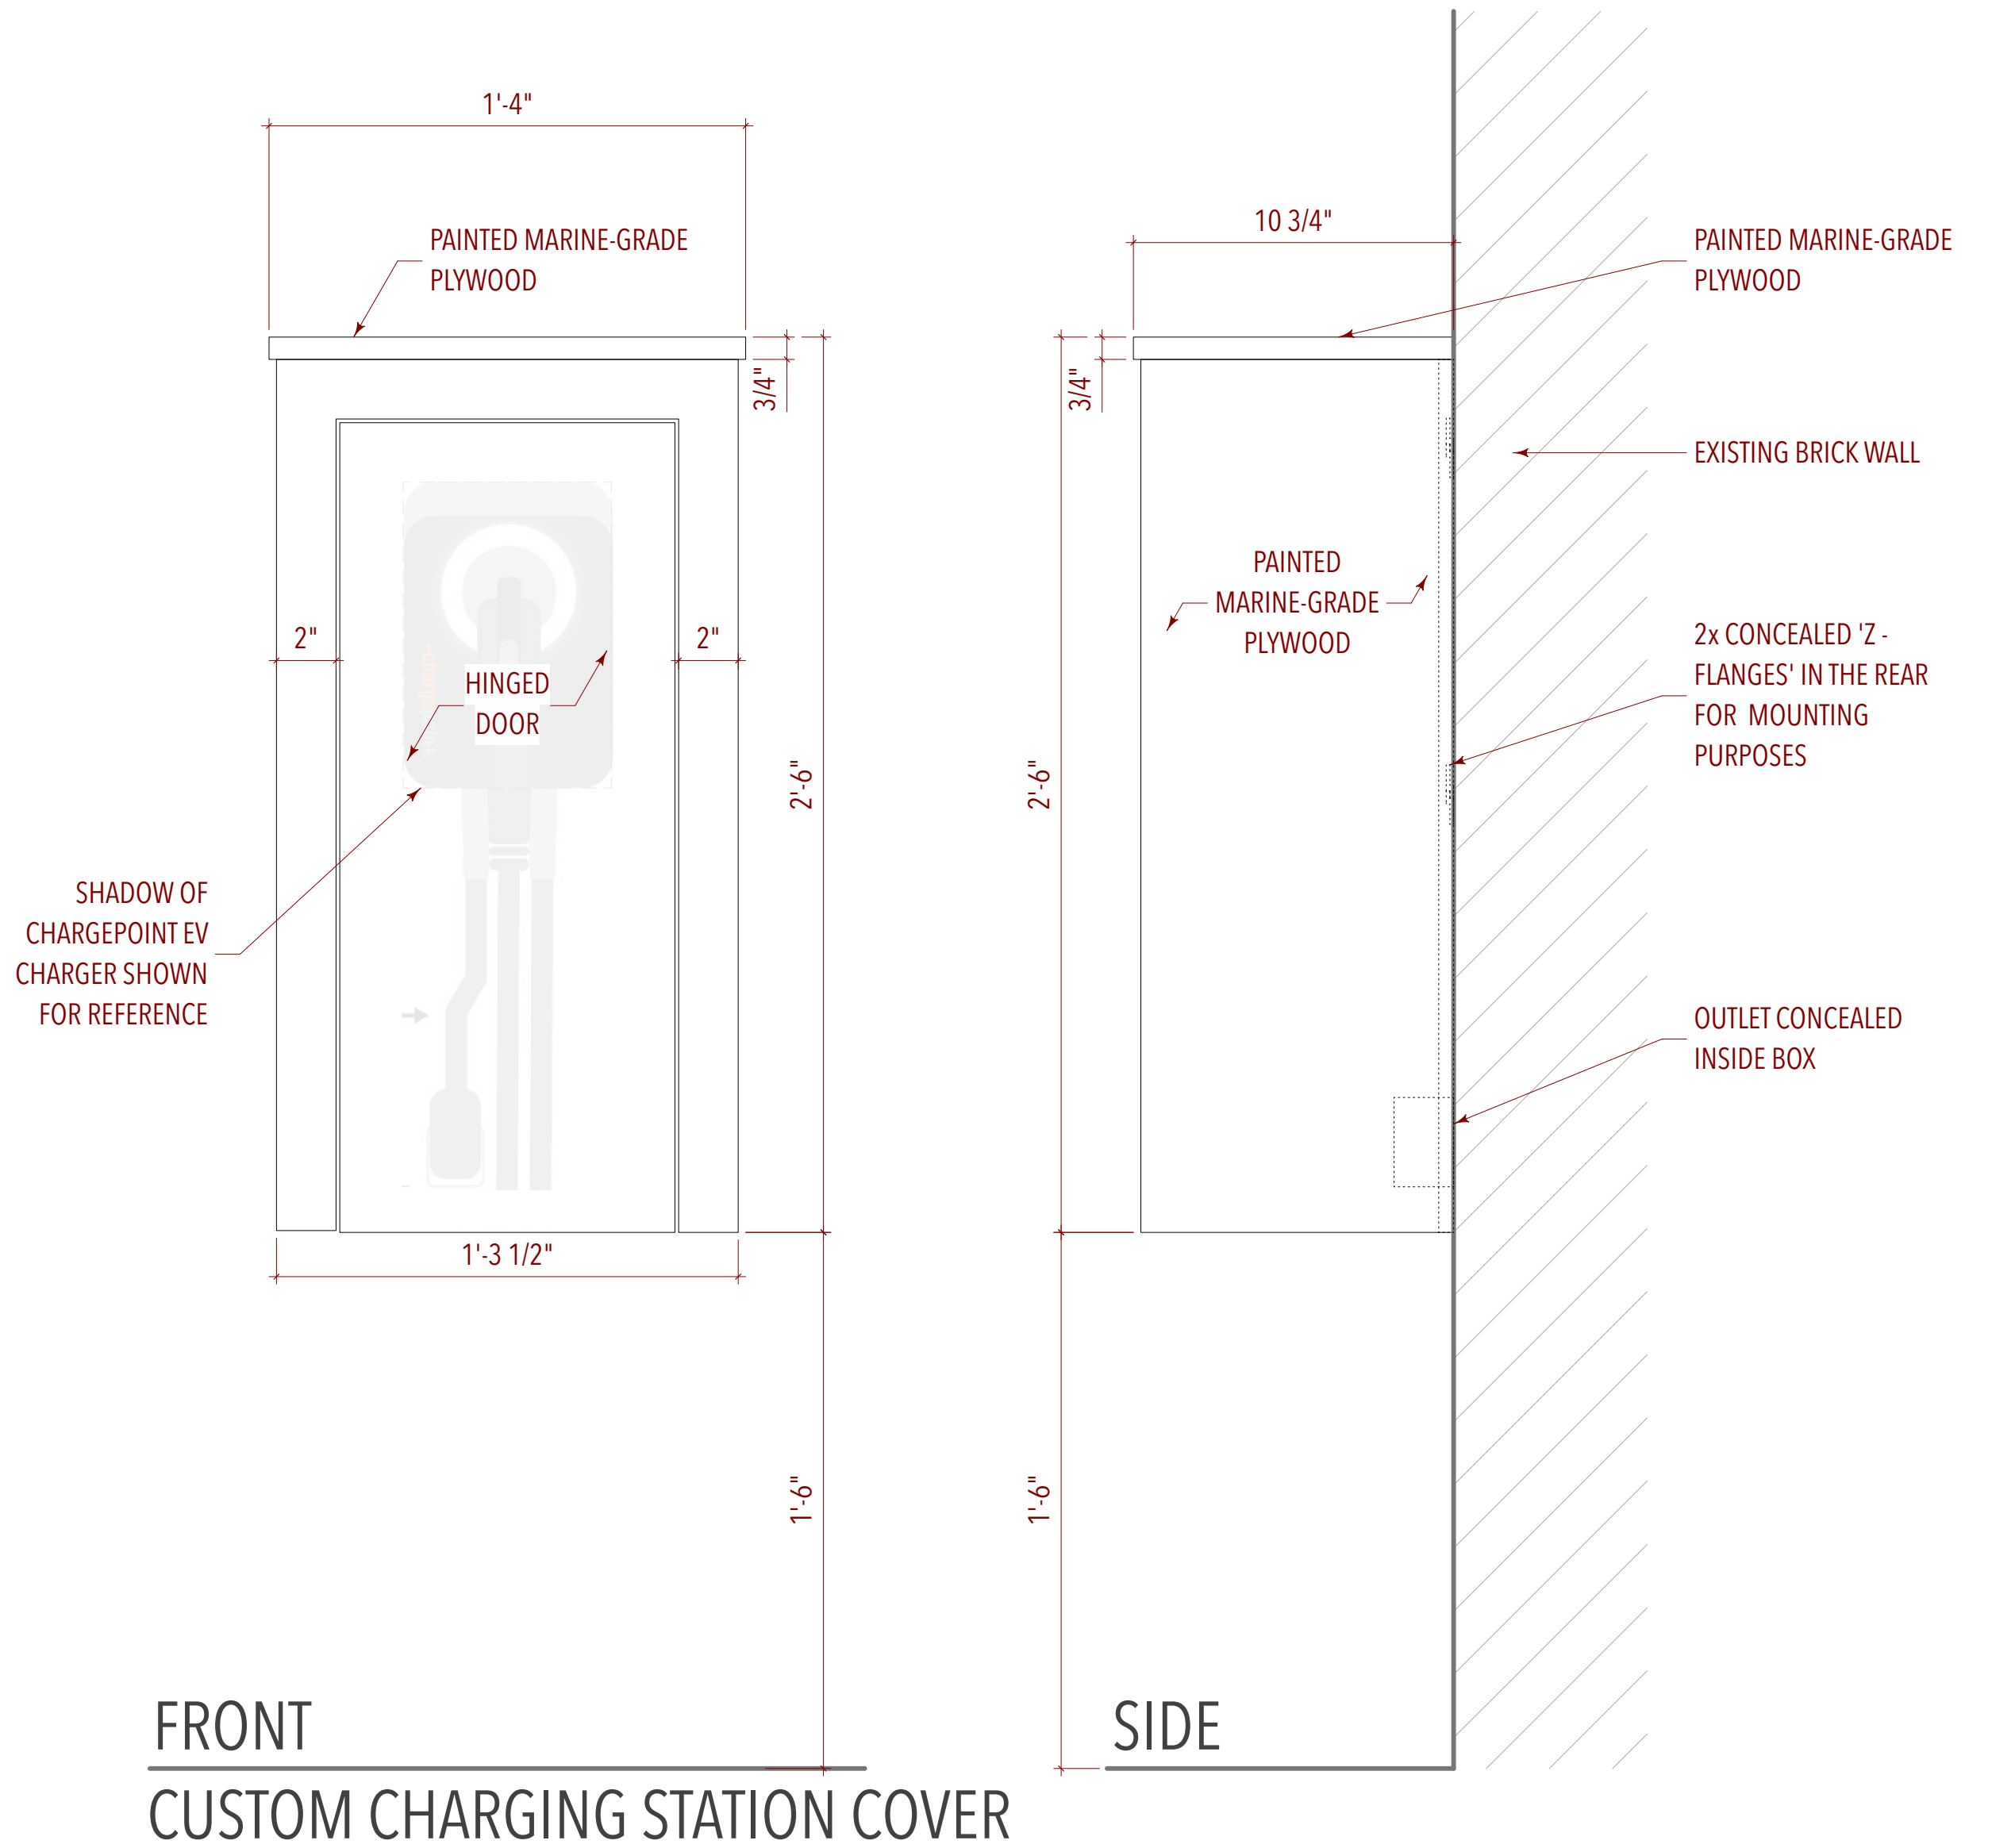 1'-4"
PAINTED MARINE-GRADE
PLYWOOD
3/4"
2"
2"
HINGED
DOOR
2'-6"
SHADOW OF
CHARGEPOINT EV
CHARGER SHOWN
FOR REFERENCE
1'-3 1/2"
1'-6"
FRONT
10 3/4"
PAINTED MARINE-GRADE
PLYWOOD
3/4"
EXISTING BRICK WALL
PAINTED
MARINE-GRADE
PLYWOOD
2x CONCEALED 'Z -
FLANGES' IN THE REAR
FOR MOUNTING
PURPOSES
2'-6"
OUTLET CONCEALED
INSIDE BOX
1'-6"
SIDE
CUSTOM CHARGING STATION COVER